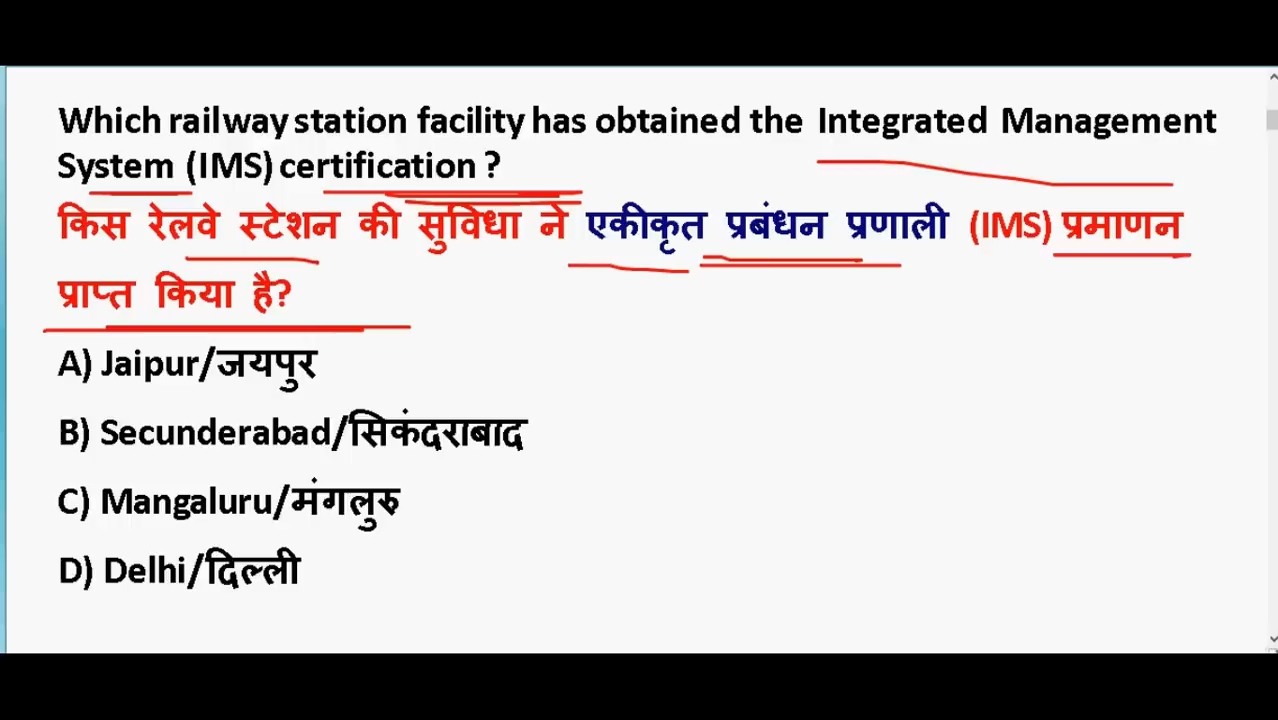 Which railway station facility has obtained the Integrated Management
System (IMS) certification ?
किस रेलवे स्टेशन की सुविधा ने एकीकृत प्रबंधन प्रणाली (IMS) प्रमाणन
प्राप्त किया है?
A) Jaipur/जयपुर
B) Secunderabad/सिकंदराबाद
C) Mangaluru/मंगलुरु
D) Delhi/दिल्ली